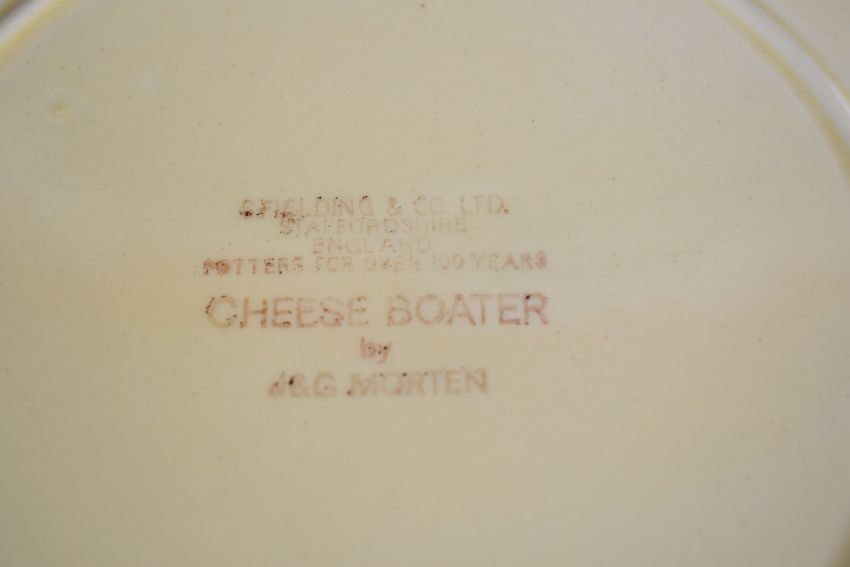 S.FIELDING & CO. LTD.
STAFFORDSHIRE
ENGLAND
POTTERS FOR OVER 100 YEARS
CHEESE BOATER
by
J&G MORTEN